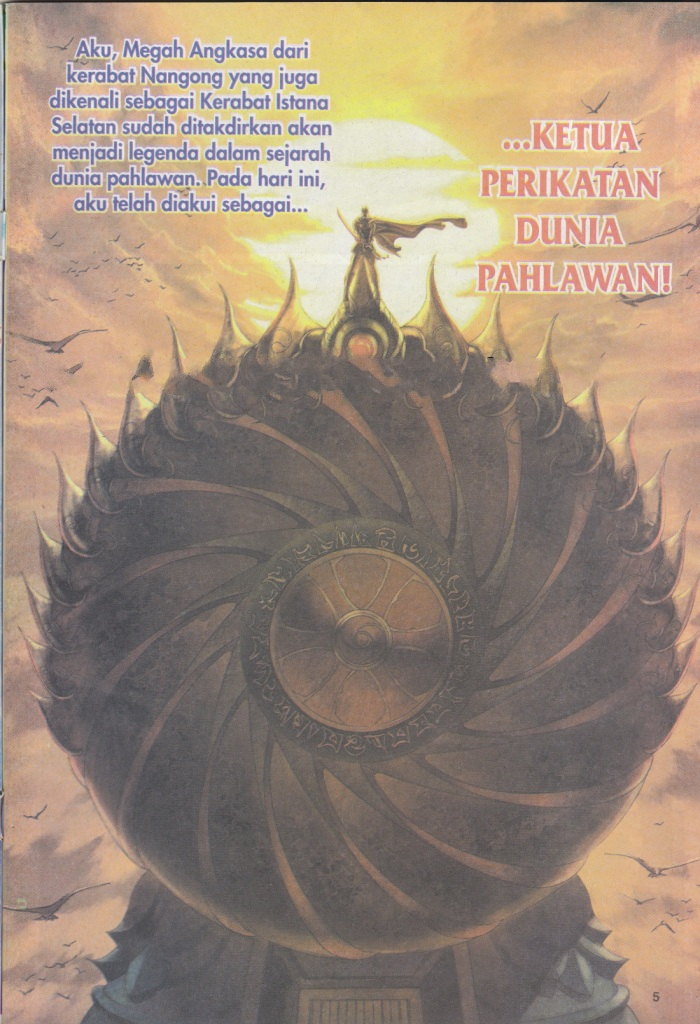 Aku, Megah Angkasa dari
kerabat Nangong yang juga
dikenali sebagai Kerabat Istana
Selatan sudah ditakdirkan akan
menjadi legenda dalam sejarah
dunia pahlawan. Pada hari ini,
aku telah diakui sebagai...
...KETUA
PERIKATAN
DUNIA
PAHLAWAN!
5